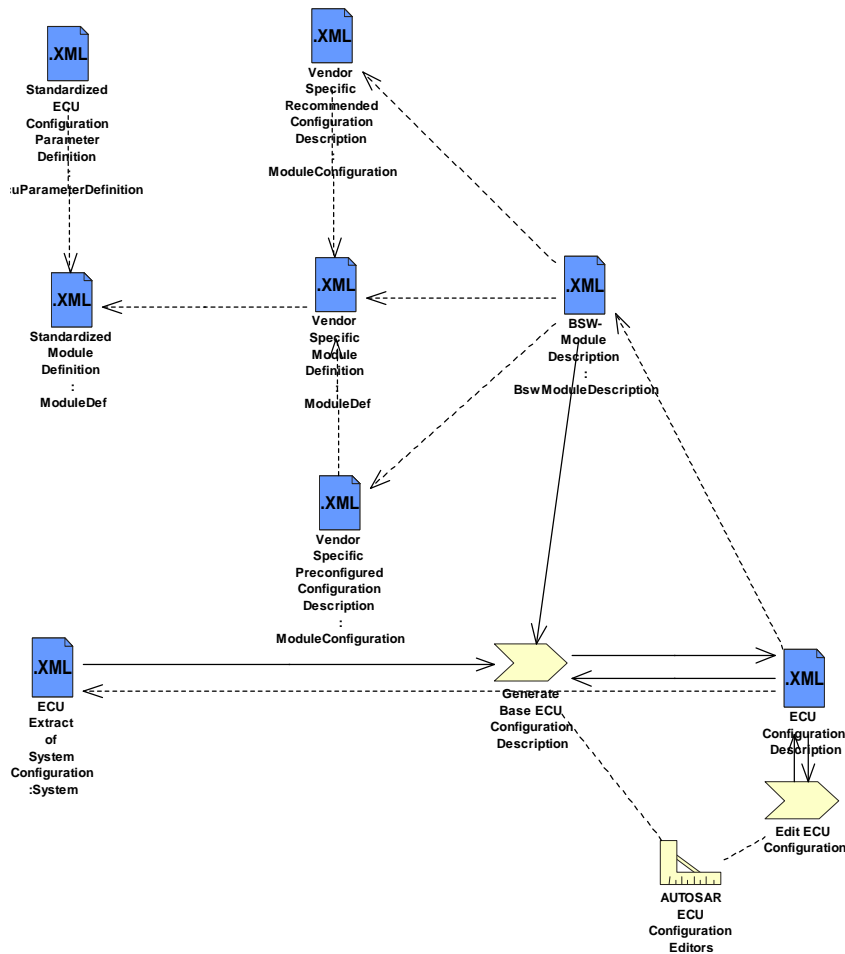 .XML
Standardized
ECU
Configuration
Parameter
Definition
:
uParameterDefinition
.XML
Vendor
Specific
Recommended
Configuration
Description
:
ModuleConfiguration
.XML
Standardized
Module
Definition
:
ModuleDef
.XML
Vendor
Specific
Module
Definition
:
ModuleDef
.XML
BSW-
Module
Description
:
BswModuleDescription
.XML
Vendor
Specific
Preconfigured
Configuration
Description
:
ModuleConfiguration
.XML
ECU
Extract
of
System
Configuration
:System
Generate
Base ECU
Configuration
Description
.XML
ECU
Configuration
Description
Edit ECU
Configuration
AUTOSAR
ECU
Configuration
Editors